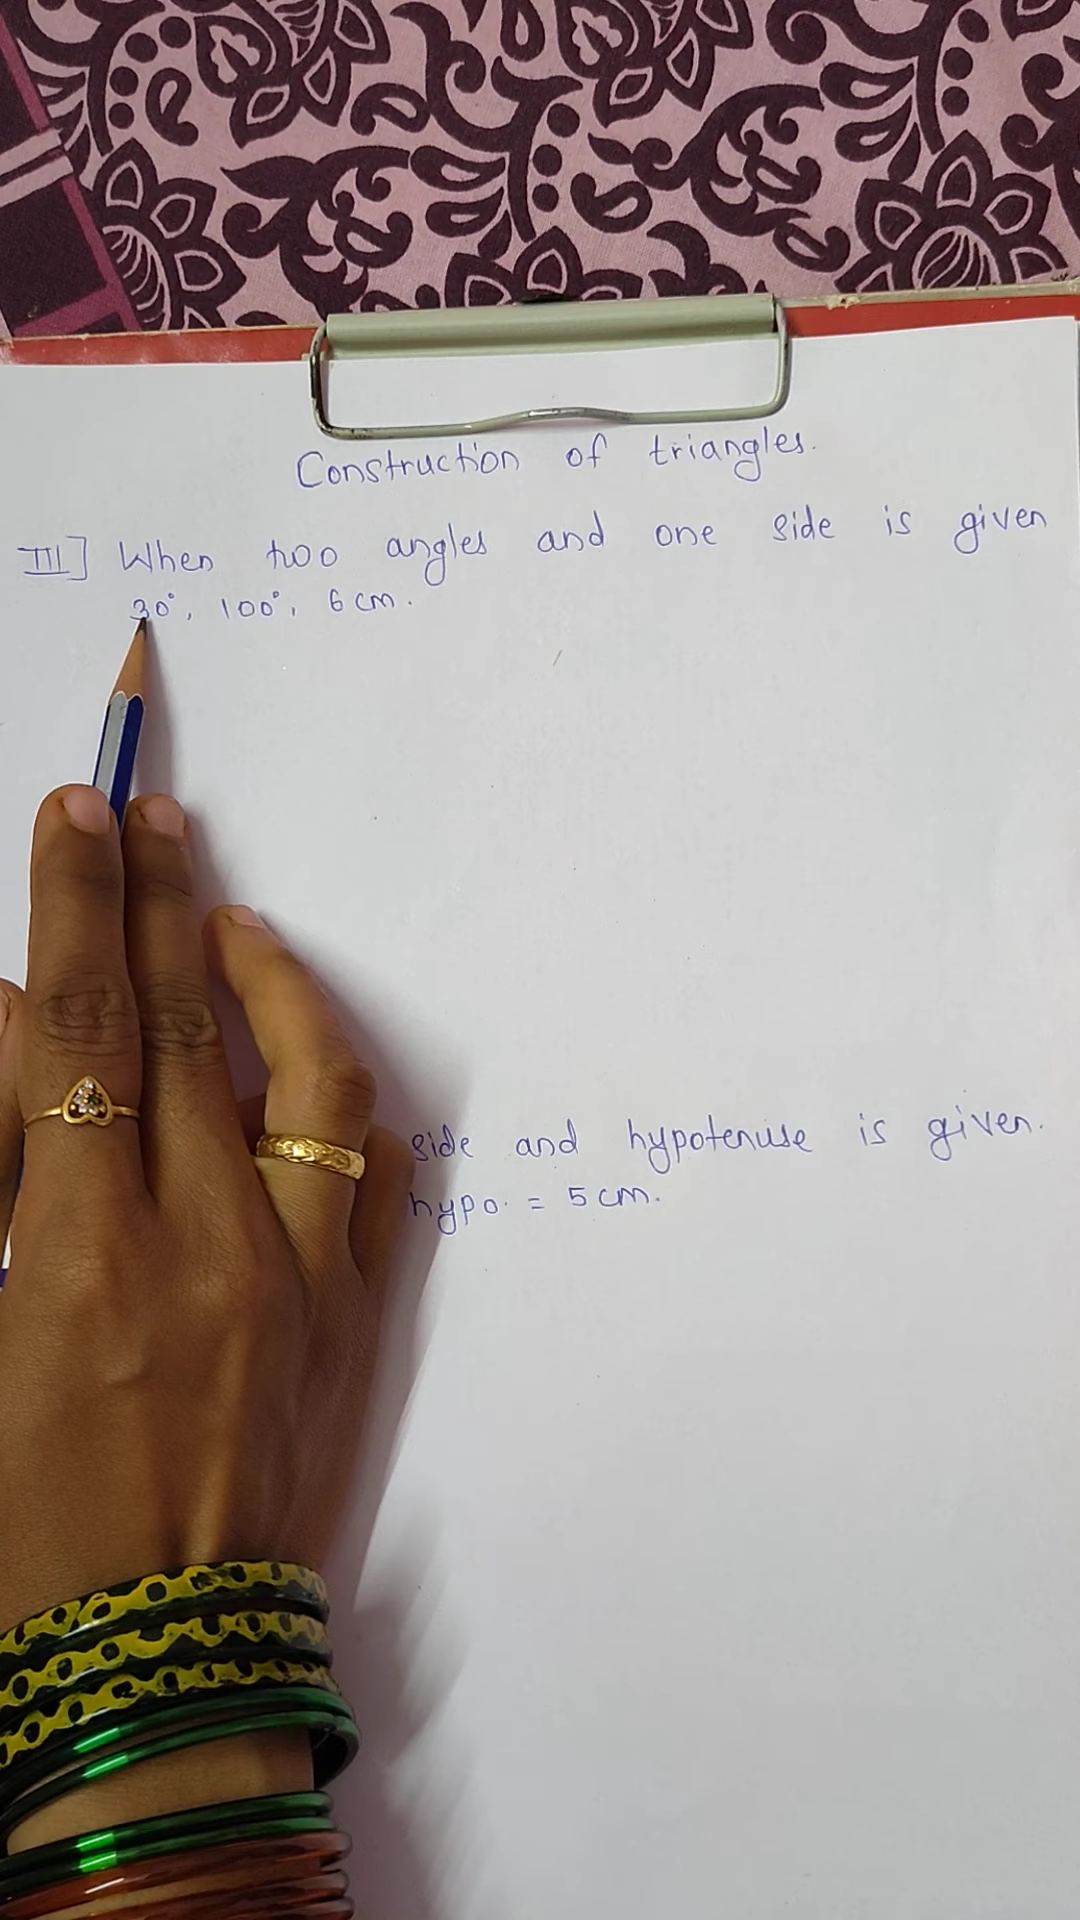 Construction of triangles.
III] When two angles and one side is given
30°, 100°, 6 cm.
side and hypotenuse is given.
hypo. = 5 cm.